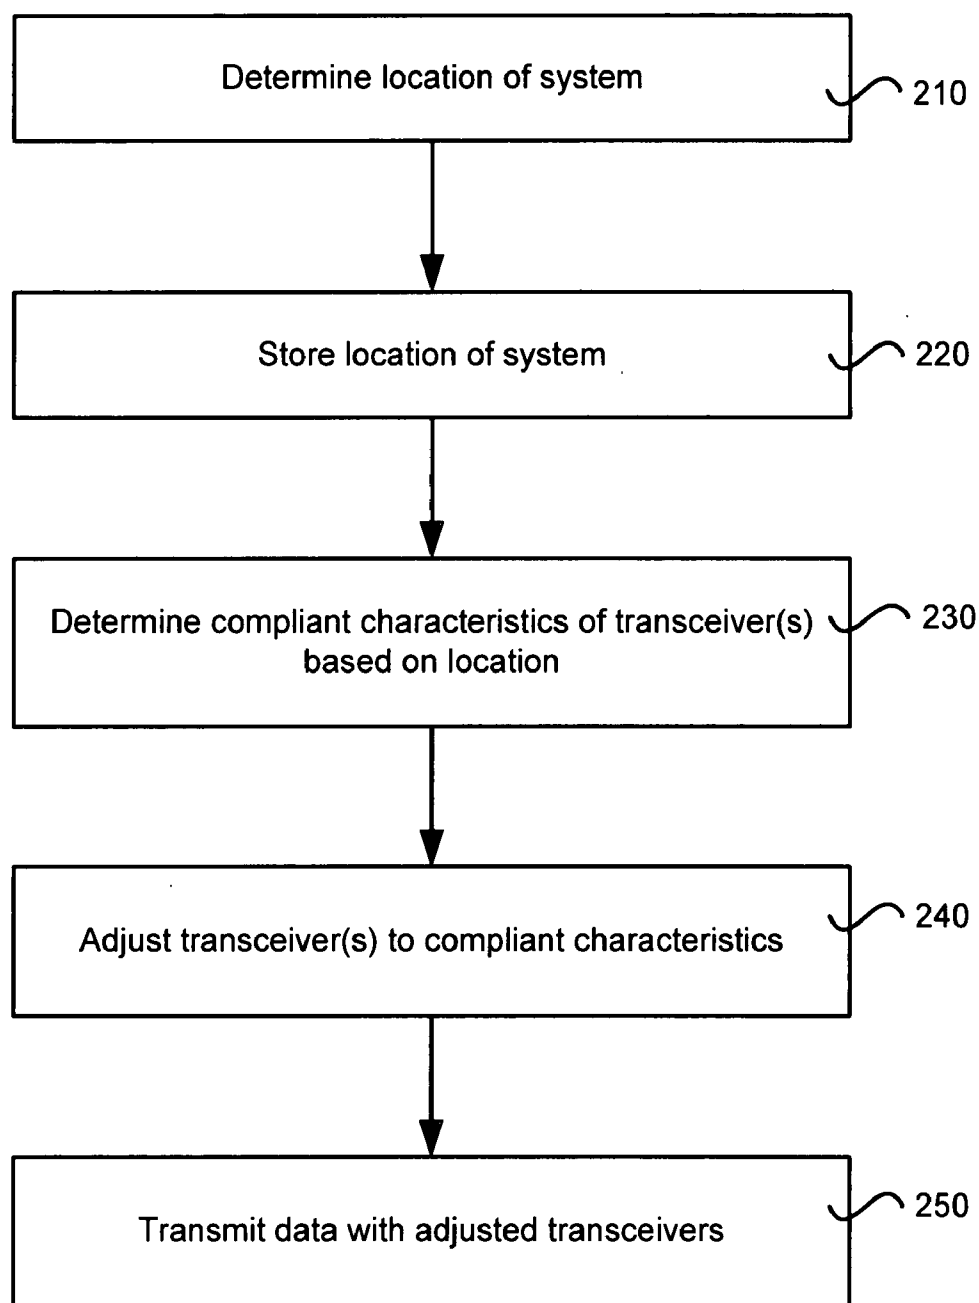 Determine location of system
210
Store location of system
220
Determine compliant characteristics of transceiver(s)
based on location
230
Adjust transceiver(s) to compliant characteristics
240
Transmit data with adjusted transceivers
250